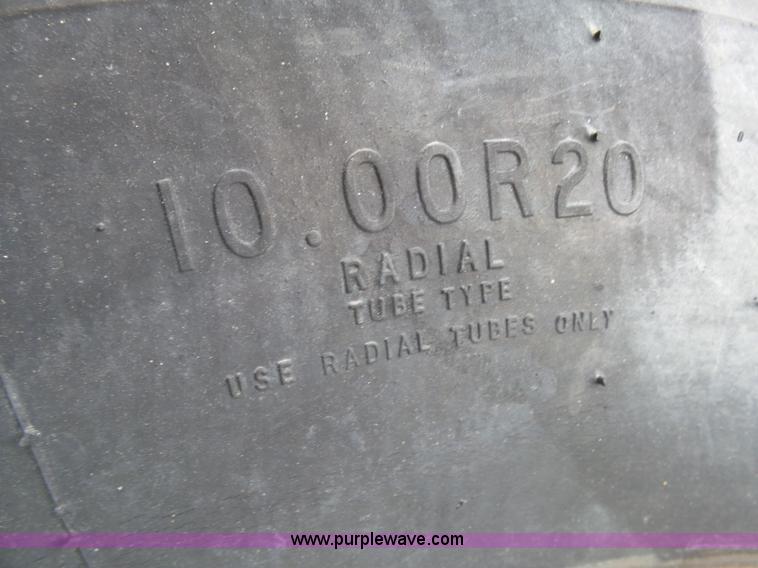 10.00R20
RADIAL
TUBE TYPE
USE RADIAL TUBES ONLY
www.purplewave.com